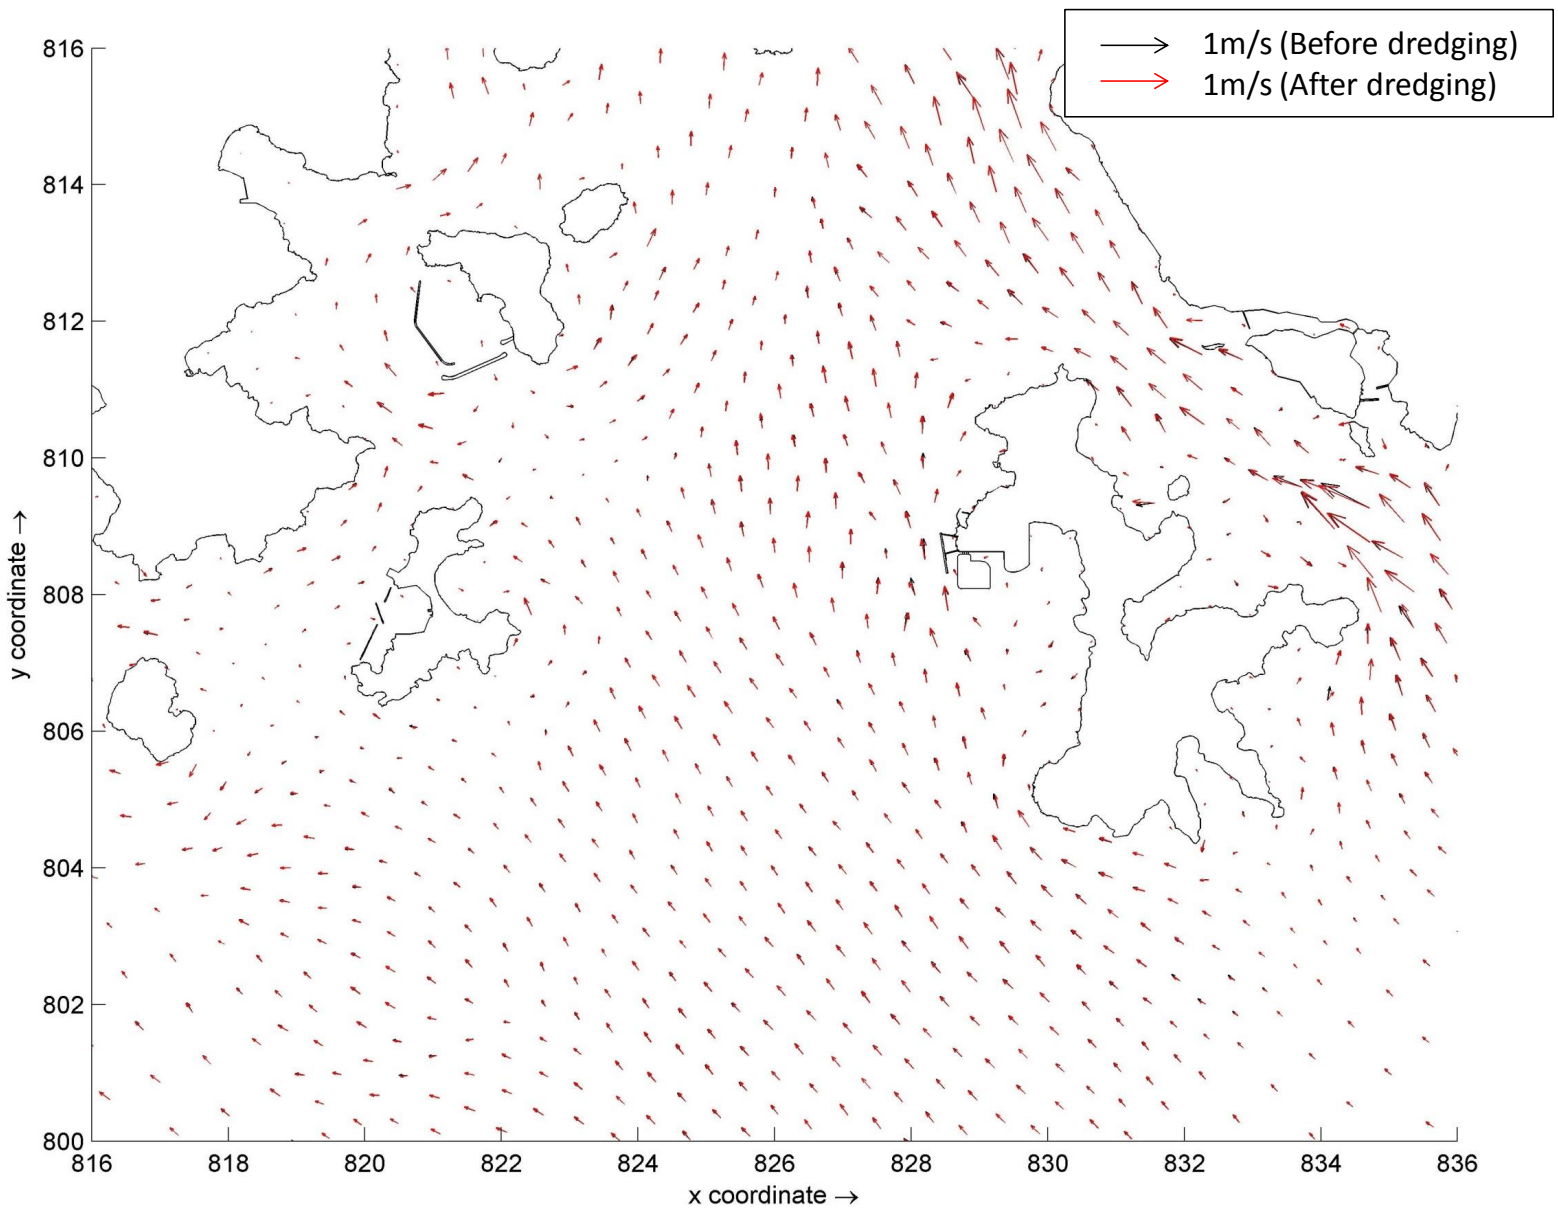 1m/s (Before dredging)
1m/s (After dredging)
816
814
812
810
808
806
804
802
800
y coordinate →
816 818 820 822 824 826 828 830 832 834 836
x coordinate →